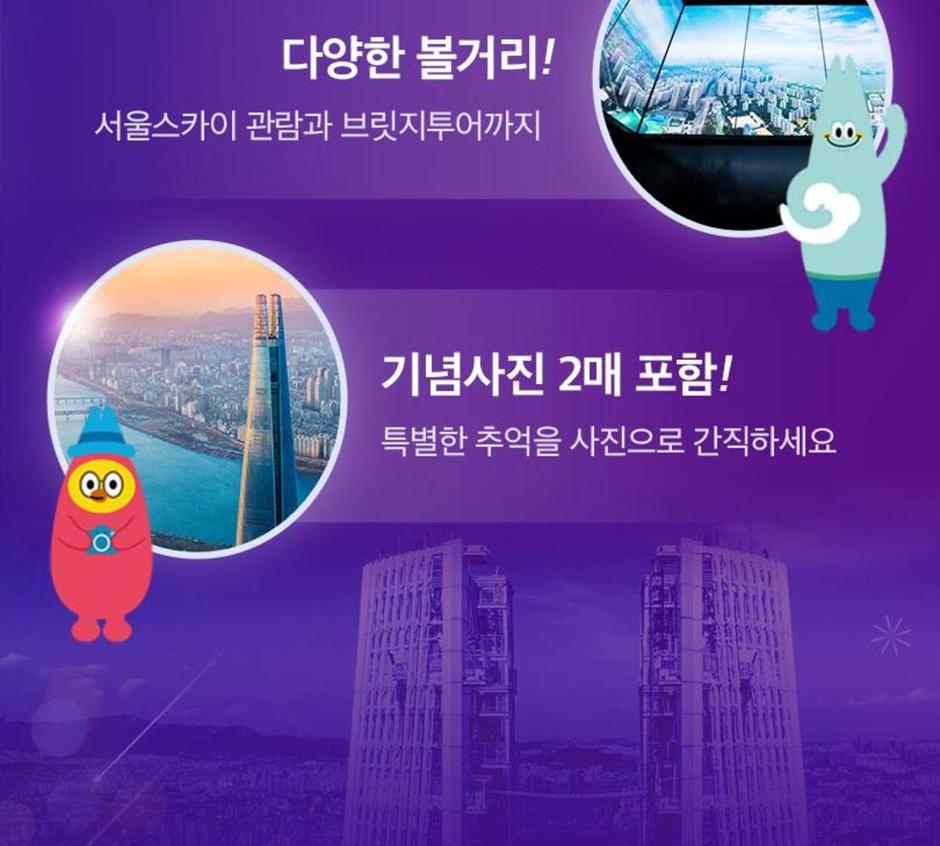 다양한 볼거리!
서울스카이 관람과 브릿지투어까지
기념사진 2매 포함!
특별한 추억을 사진으로 간직하세요